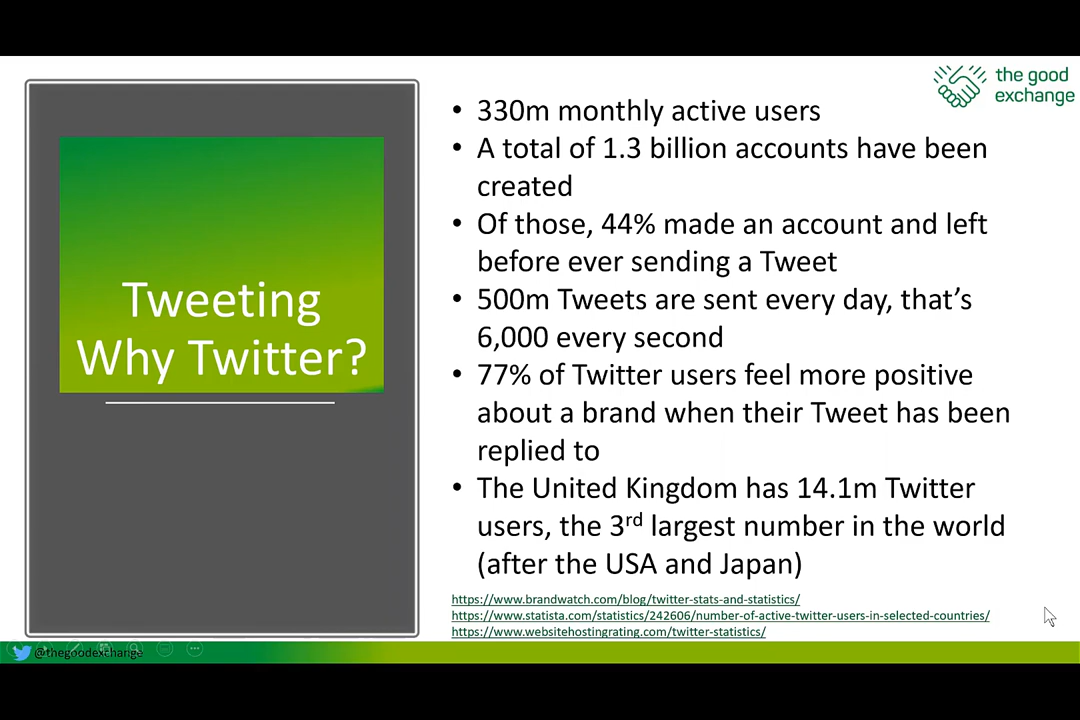 the good
exchange
Tweeting
Why Twitter?
• 330m monthly active users
• A total of 1.3 billion accounts have been
created
• Of those, 44% made an account and left
before ever sending a Tweet
• 500m Tweets are sent every day, that's
6,000 every second
• 77% of Twitter users feel more positive
about a brand when their Tweet has been
replied to
• The United Kingdom has 14.1m Twitter
users, the 3rd largest number in the world
(after the USA and Japan)
https://www.brandwatch.com/blog/twitter-stats-and-statistics/
https://www.statista.com/statistics/242606/number-of-active-twitter-users-in-selected-countries/
https://www.websitehostingrating.com/twitter-statistics/
@thegoodexchange